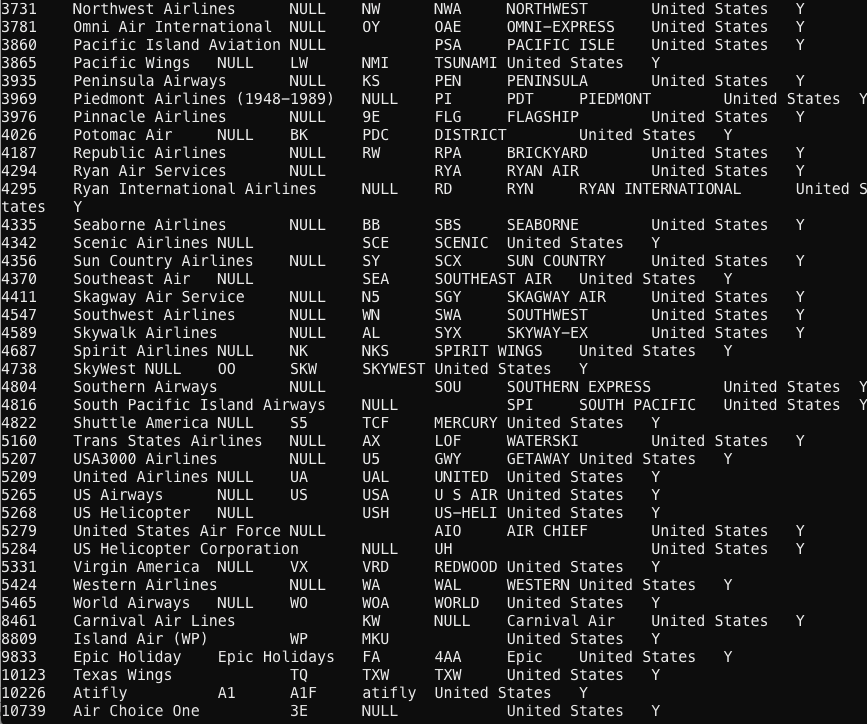 3731 Northwest Airlines NULL NW NWA NORTHWEST United States Y
3781 Omni Air International NULL OY OAE OMNI-EXPRESS United States Y
3860 Pacific Island Aviation NULL PSA PACIFIC ISLE United States Y
3865 Pacific Wings NULL LW NMI TSUNAMI United States Y
3935 Peninsula Airways NULL KS PEN PENINSULA United States Y
3969 Piedmont Airlines (1948-1989) NULL PI PDT PIEDMONT United States Y
3976 Pinnacle Airlines NULL 9E FLG FLAGSHIP United States Y
4026 Potomac Air NULL BK PDC DISTRICT United States Y
4187 Republic Airlines NULL RW RPA BRICKYARD United States Y
4294 Ryan Air Services NULL RYA RYAN AIR United States Y
4295 Ryan International Airlines NULL RD RYN RYAN INTERNATIONAL United S
tates Y
4335 Seaborne Airlines NULL BB SBS SEABORNE United States Y
4342 Scenic Airlines NULL SCE SCENIC United States Y
4356 Sun Country Airlines NULL SY SCX SUN COUNTRY United States Y
4370 Southeast Air NULL SEA SOUTHEAST AIR United States Y
4411 Skagway Air Service NULL N5 SGY SKAGWAY AIR United States Y
4547 Southwest Airlines NULL WN SWA SOUTHWEST United States Y
4589 Skywalk Airlines NULL AL SYX SKYWAY-EX United States Y
4687 Spirit Airlines NULL NK NKS SPIRIT WINGS United States Y
4738 SkyWest NULL OO SKW SKYWEST United States Y
4804 Southern Airways NULL SOU SOUTHERN EXPRESS United States Y
4816 South Pacific Island Airways NULL SPI SOUTH PACIFIC United States Y
4822 Shuttle America NULL S5 TCF MERCURY United States Y
5160 Trans States Airlines NULL AX LOF WATERSKI United States Y
5207 USA3000 Airlines NULL U5 GWY GETAWAY United States Y
5209 United Airlines NULL UA UAL UNITED United States Y
5265 US Airways NULL US USA U S AIR United States Y
5268 US Helicopter NULL USH US-HELI United States Y
5279 United States Air Force NULL AIO AIR CHIEF United States Y
5284 US Helicopter Corporation NULL UH United States Y
5331 Virgin America NULL VX VRD REDWOOD United States Y
5424 Western Airlines NULL WA WAL WESTERN United States Y
5465 World Airways NULL WO WOA WORLD United States Y
8461 Carnival Air Lines KW NULL Carnival Air United States Y
8809 Island Air (WP) WP MKU United States Y
9833 Epic Holiday Epic Holidays FA 4AA Epic United States Y
10123 Texas Wings TQ TXW TXW United States Y
10226 Atifly A1 A1F atifly United States Y
10739 Air Choice One 3E NULL United States Y